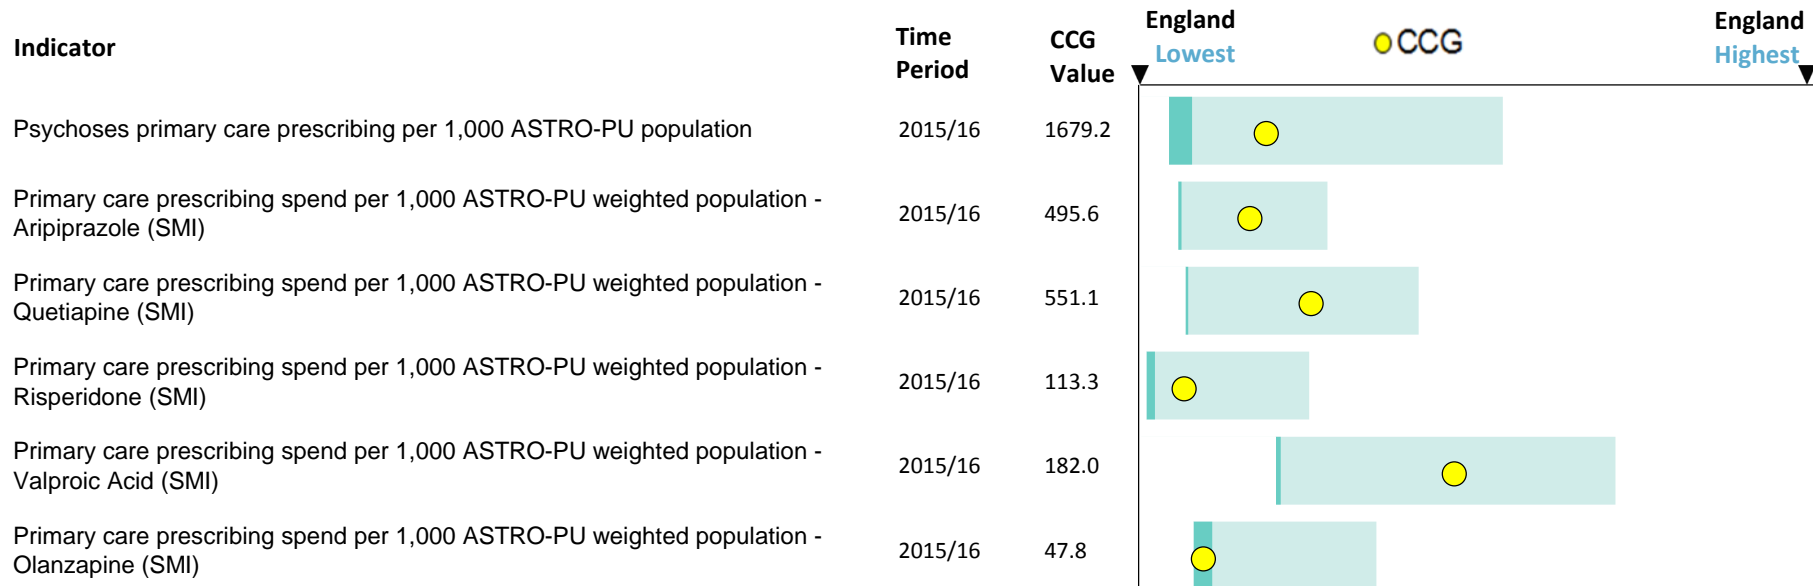 Indicator
Time Period
CCG Value
England Lowest
CCG
England Highest
Psychoses primary care prescribing per 1,000 ASTRO-PU population 2015/16 1679.2
Primary care prescribing spend per 1,000 ASTRO-PU weighted population -
Aripiprazole (SMI) 2015/16 495.6
Primary care prescribing spend per 1,000 ASTRO-PU weighted population -
Quetiapine (SMI) 2015/16 551.1
Primary care prescribing spend per 1,000 ASTRO-PU weighted population -
Risperidone (SMI) 2015/16 113.3
Primary care prescribing spend per 1,000 ASTRO-PU weighted population -
Valproic Acid (SMI) 2015/16 182.0
Primary care prescribing spend per 1,000 ASTRO-PU weighted population -
Olanzapine (SMI) 2015/16 47.8